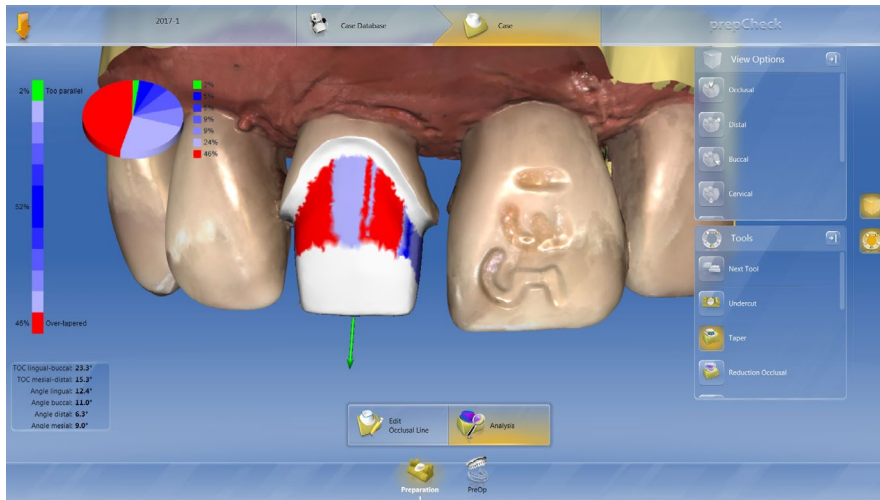 2017-1
Case Database
Case
prepCheck
2%
Too parallel
52%
46%
Over-tapered
2%
5%
9%
9%
24%
46%
TOC lingual-buccal: 23.3°
TOC mesial-distal: 15.3°
Angle lingual: 12.4°
Angle buccal: 11.0°
Angle distal: 6.3°
Angle mesial: 9.0°
View Options
Occlusal
Distal
Buccal
Cervical
Tools
Next Tool
Undercut
Taper
Reduction Occlusal
Edit
Occlusal Line
Analysis
Preparation
PreOp